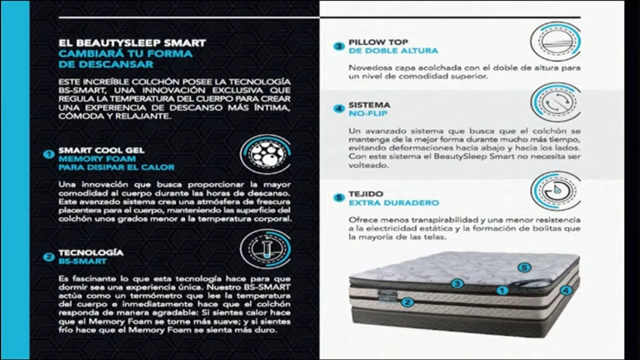 EL BEAUTYSLEEP SMART
CAMBIARÁ TU FORMA
DE DESCANSAR
ESTE INCREÍBLE COLCHÓN POSEE LA TECNOLOGÍA
BS-SMART, UNA INNOVACIÓN EXCLUSIVA QUE
REGULA LA TEMPERATURA DEL CUERPO PARA CREAR
UNA EXPERIENCIA DE DESCANSO MÁS ÍNTIMA,
CÓMODA Y RELAJANTE.
1 SMART COOL GEL
MEMORY FOAM
PARA DISIPAR EL CALOR
Una innovación que busca proporcionar la mayor
comodidad al cuerpo durante las horas de descanso.
Este avanzado sistema crea una atmósfera de frescura
placentera para el cuerpo, manteniendo las superficie del
colchón unos grados menor a la temperatura corporal.
2 TECNOLOGÍA
BS-SMART
Es fascinante lo que esta tecnología hace para que
dormir sea una experiencia única. Nuestro BS-SMART
actúa como un termómetro que lee la temperatura
del cuerpo e inmediatamente hace que el colchón
responda de manera agradable: Si sientes calor hace
que el Memory Foam se torne más suave; y si sientes
frío hace que el Memory Foam se sienta más duro.
3 PILLOW TOP
DE DOBLE ALTURA
Novedosa capa acolchada con el doble de altura para
un nivel de comodidad superior.
4 SISTEMA
NO-FLIP
Un avanzado sistema que busca que el colchón se
mantenga de la mejor forma durante mucho más tiempo,
evitando deformaciones hacia abajo y hacia los lados.
Con este sistema el BeautySleep Smart no necesita ser
volteado.
5 TEJIDO
EXTRA DURADERO
Ofrece menos transpirabilidad y una menor resistencia
a la electricidad estática y la formación de bolitas que
la mayoría de las telas.
5
3
1
4
2